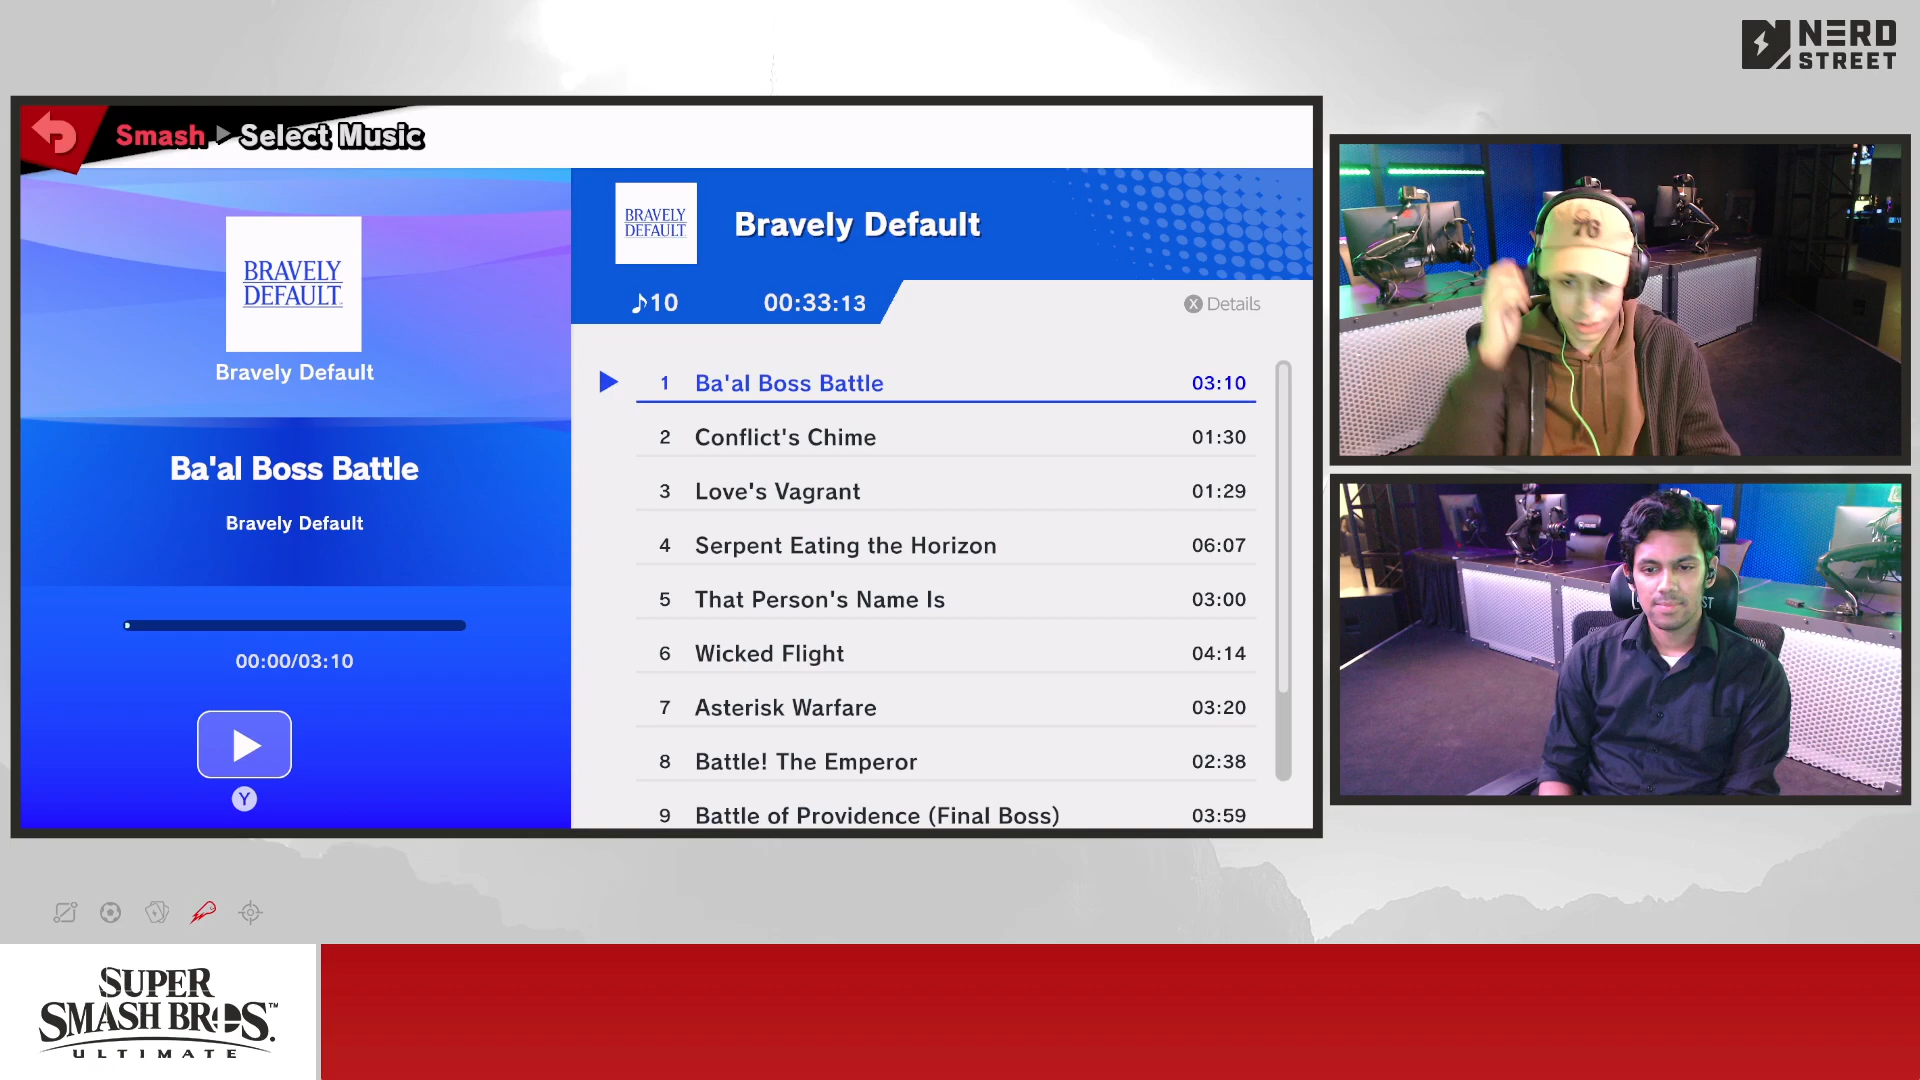 NERD
STREET
Smash ▶ Select Music
BRAVELY
DEFAULT
Bravely Default
Ba'al Boss Battle
Bravely Default
00:00/03:10
Y
BRAVELY
DEFAULT
Bravely Default
♪10 00:33:13
X Details
1 Ba'al Boss Battle 03:10
2 Conflict's Chime 01:30
3 Love's Vagrant 01:29
4 Serpent Eating the Horizon 06:07
5 That Person's Name Is 03:00
6 Wicked Flight 04:14
7 Asterisk Warfare 03:20
8 Battle! The Emperor 02:38
9 Battle of Providence (Final Boss) 03:59
76
ST
SUPER
SMASH BROS.™
ULTIMATE